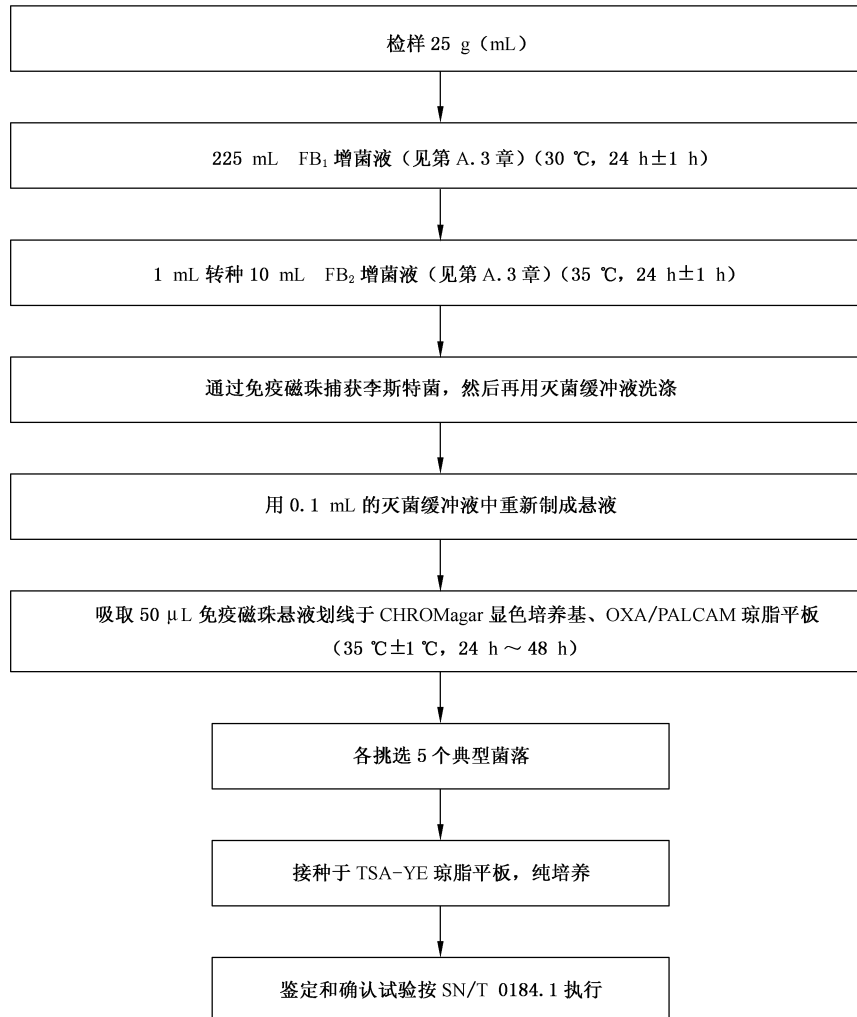 检样 25 g（mL）
225 mL FB₁ 增菌液（见第 A.3 章）（30 ℃，24 h±1 h）
1 mL 转种 10 mL FB₂ 增菌液（见第 A.3 章）（35 ℃，24 h±1 h）
通过免疫磁珠捕获李斯特菌，然后再用灭菌缓冲液洗涤
用 0.1 mL 的灭菌缓冲液中重新制成悬液
吸取 50 μL 免疫磁珠悬液划线于 CHROMagar 显色培养基、OXA/PALCAM 琼脂平板
（35 ℃±1 ℃，24 h～48 h）
各挑选 5 个典型菌落
接种于 TSA-YE 琼脂平板，纯培养
鉴定和确认试验按 SN/T 0184.1 执行